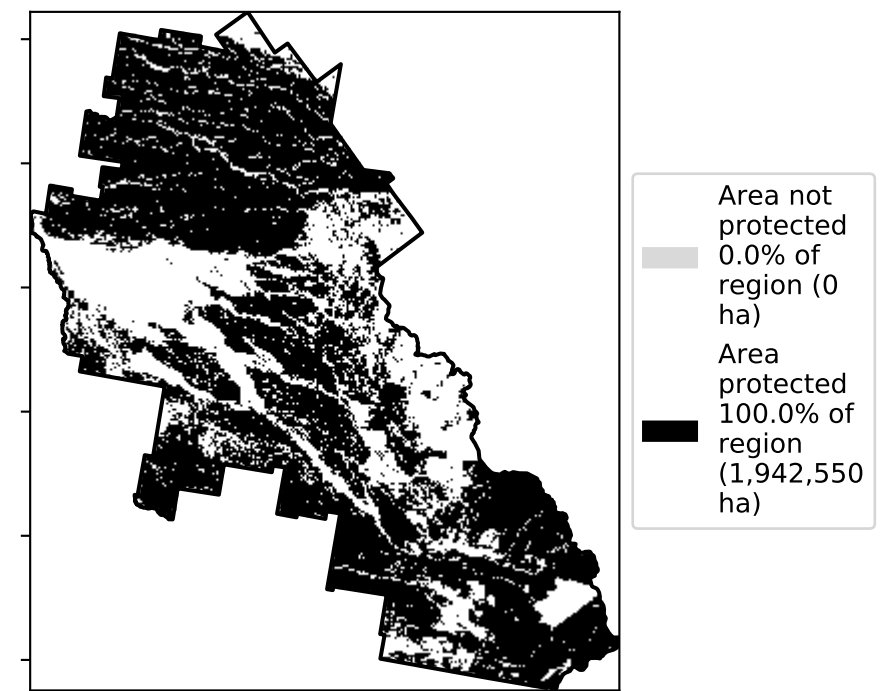 Area not
protected
0.0% of
region (0
ha)
Area
protected
100.0% of
region
(1,942,550
ha)